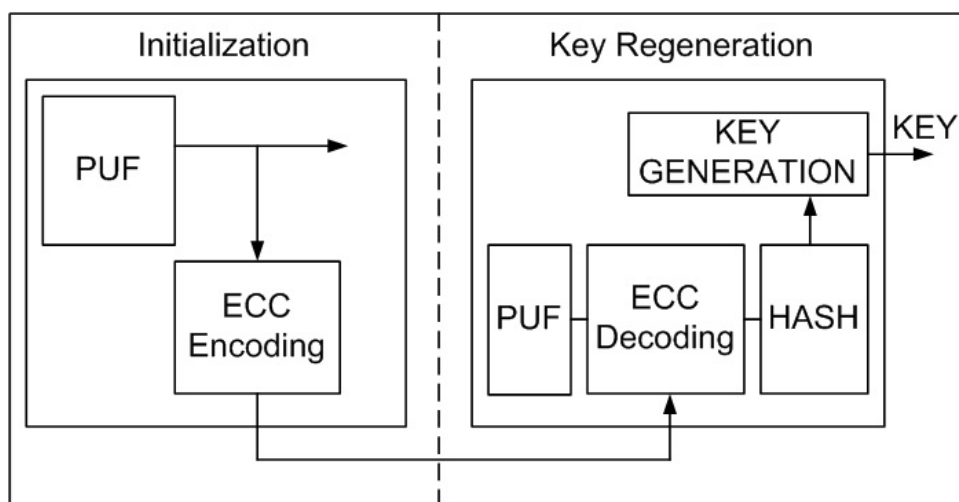 Initialization
PUF
ECC
Encoding
Key Regeneration
KEY
GENERATION
KEY
PUF
ECC
Decoding
HASH